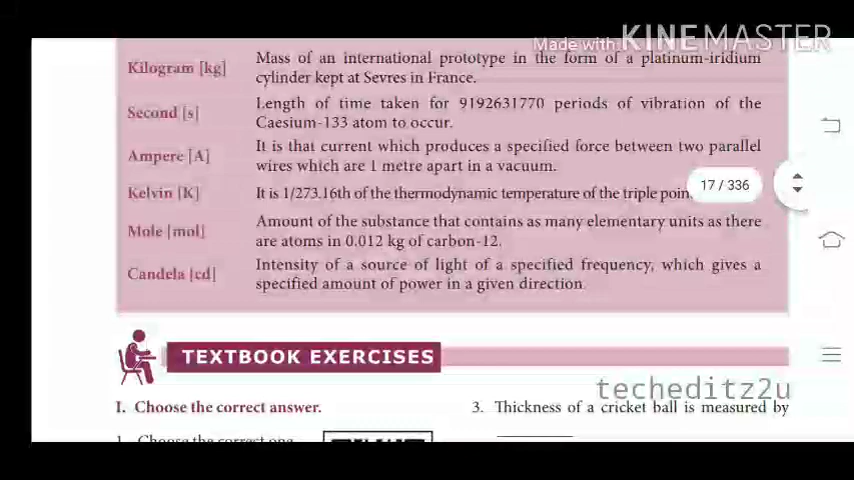 Made with KINEMASTER
Kilogram [kg]
Mass of an international prototype in the form of a platinum-iridium
cylinder kept at Sevres in France.
Second [s]
Length of time taken for 9192631770 periods of vibration of the
Caesium-133 atom to occur.
Ampere [A]
It is that current which produces a specified force between two parallel
wires which are 1 metre apart in a vacuum.
Kelvin [K]
It is 1/273.16th of the thermodynamic temperature of the triple
17 / 336
Mole [mol]
Amount of the substance that contains as many elementary units as there
are atoms in 0.012 kg of carbon-12.
Candela [cd]
Intensity of a source of light of a specified frequency, which gives a
specified amount of power in a given direction
TEXTBOOK EXERCISES
techeditz2u
I. Choose the correct answer.
1. Choose the correct one
3. Thickness of a cricket ball is measured by